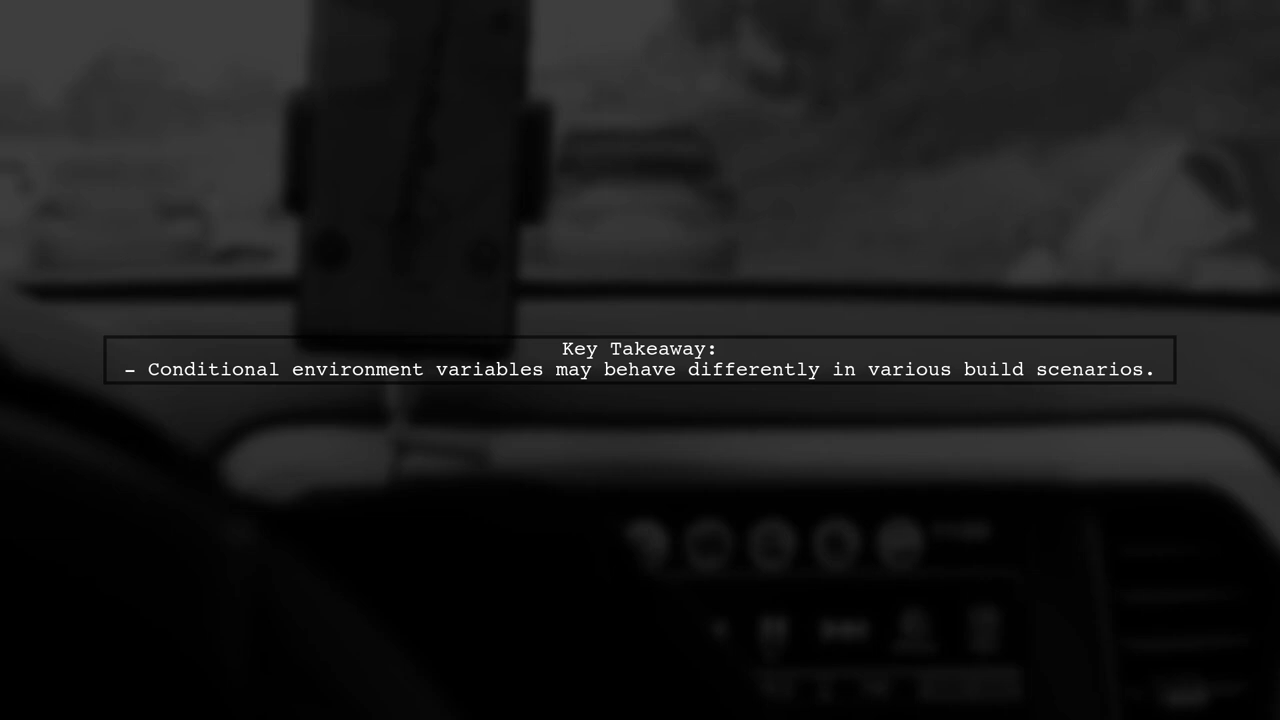 Key Takeaway:
– Conditional environment variables may behave differently in various build scenarios.